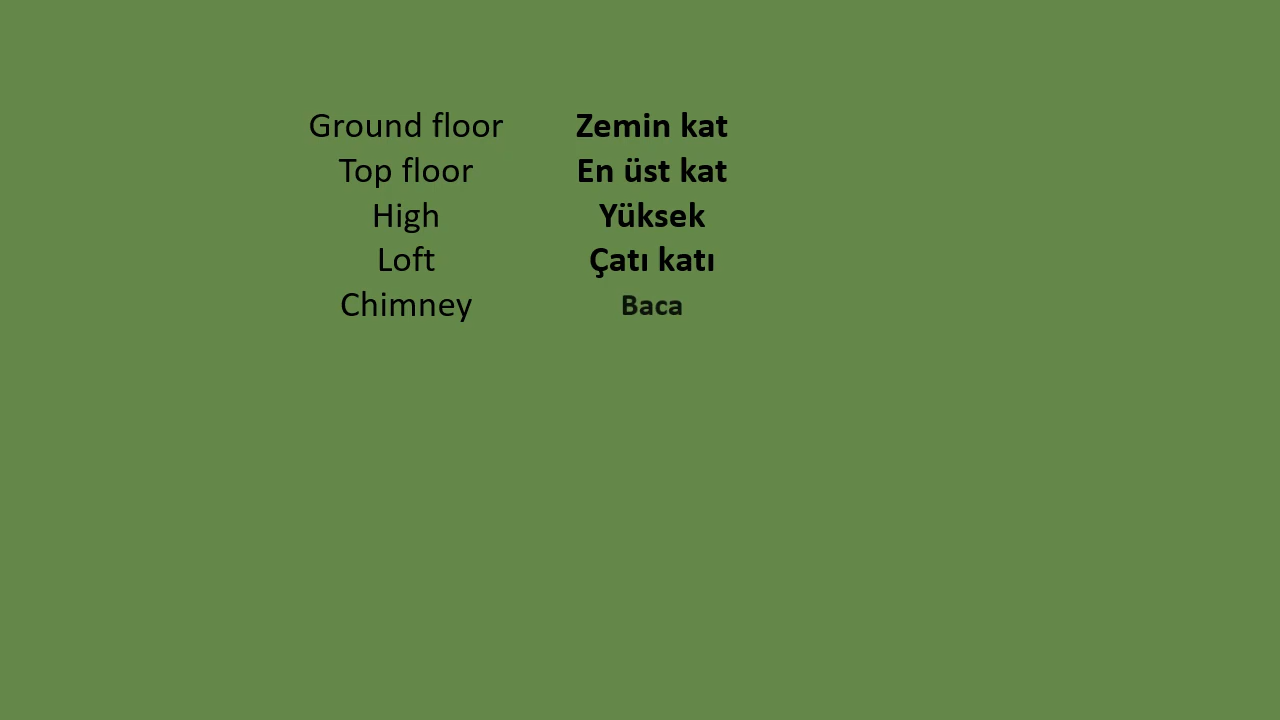 Ground floor Zemin kat
Top floor En üst kat
High Yüksek
Loft Çatı katı
Chimney Baca